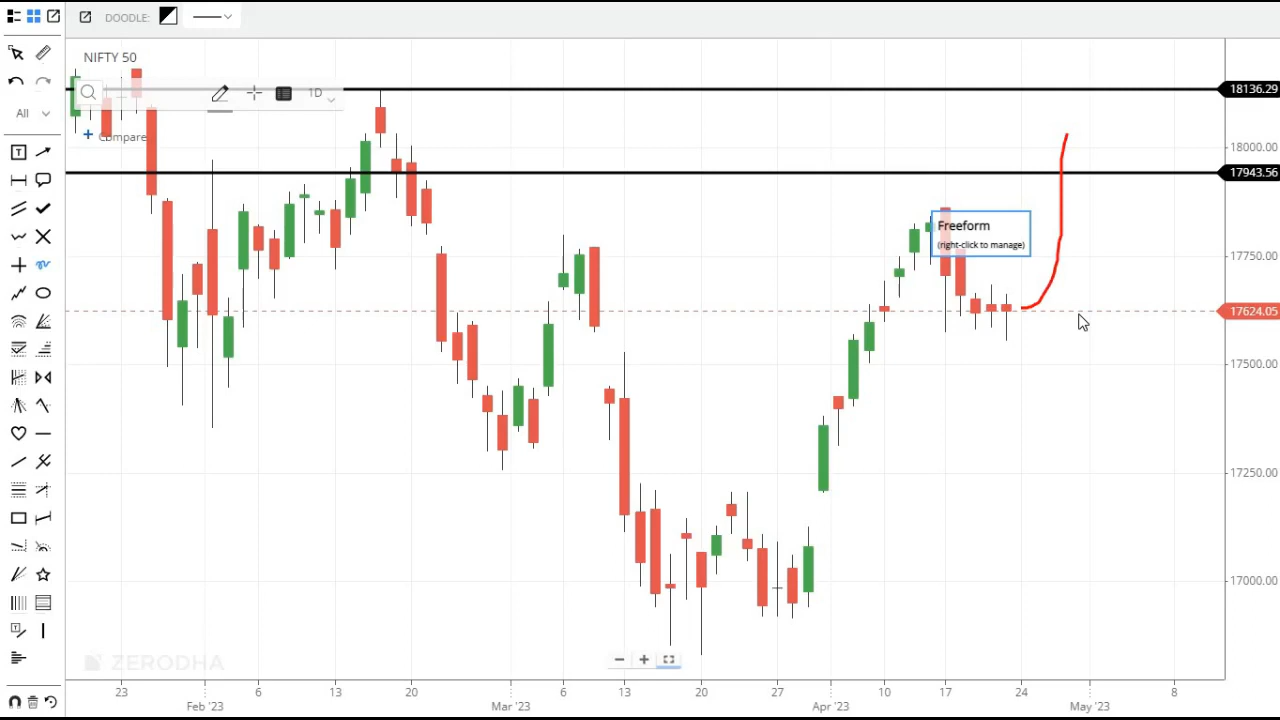 DOODLE:
NIFTY 50
1D
+ Compare
All
18136.29
18000.00
17943.56
17750.00
17624.05
17500.00
17250.00
17000.00
Freeform
(right-click to manage)
ZERODHA
23 6 13 20 6 13 20 27 10 17 24 8
Feb '23 Mar '23 Apr '23 May '23